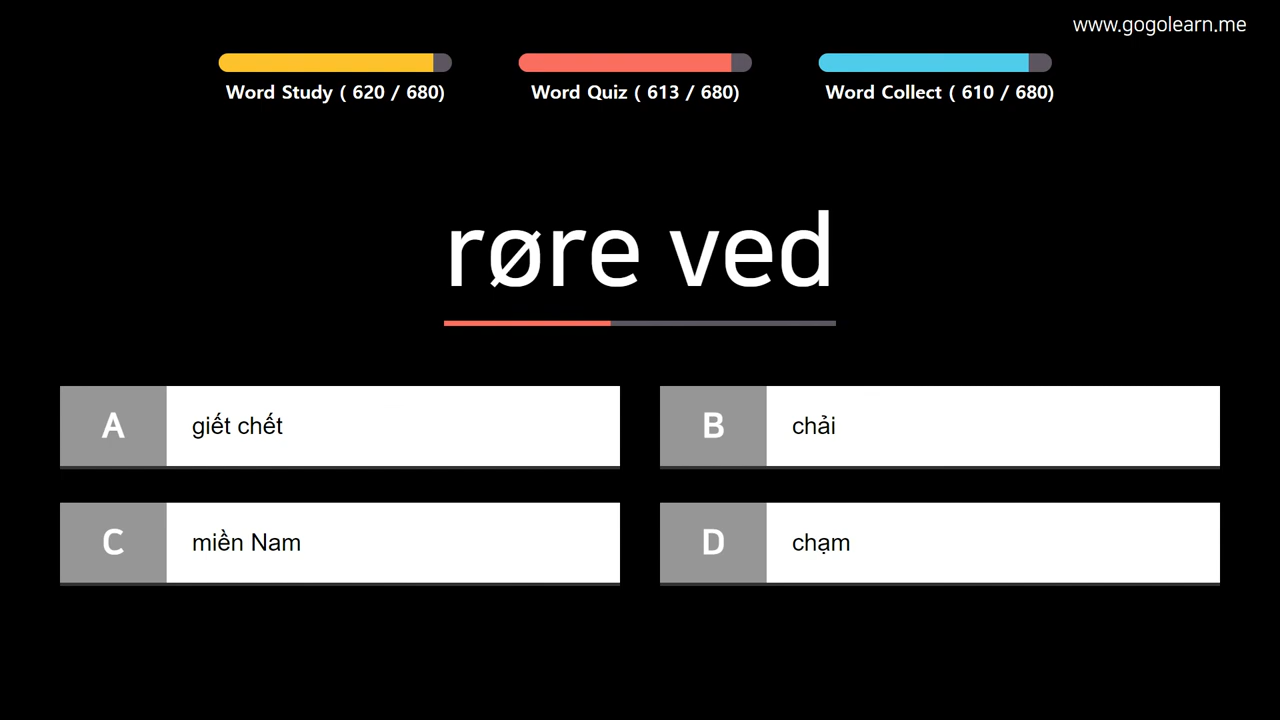 www.gogolearn.me
Word Study ( 620 / 680)
Word Quiz ( 613 / 680)
Word Collect ( 610 / 680)
røre ved
A giết chết
B chải
C miền Nam
D chạm